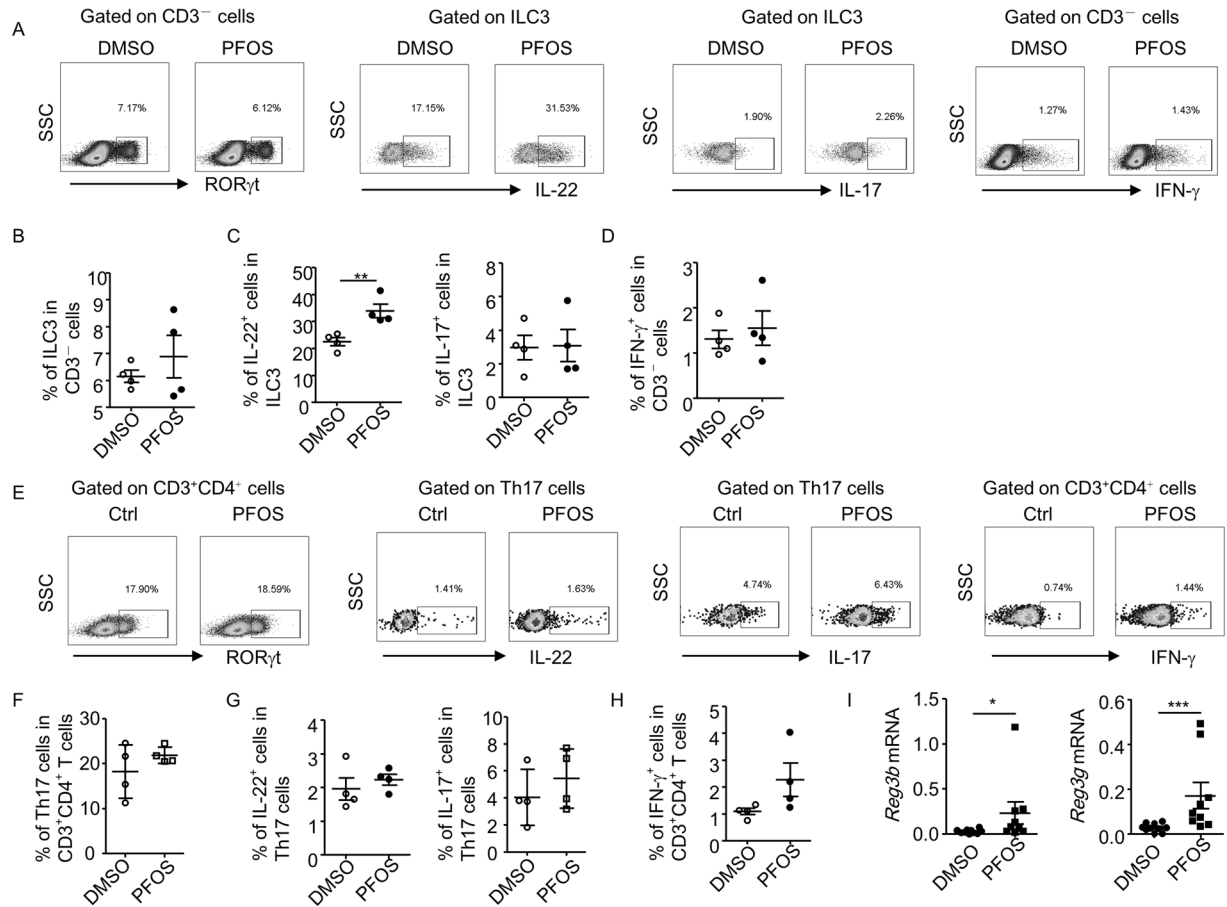 A
Gated on CD3⁻ cells
Gated on ILC3
Gated on ILC3
Gated on CD3⁻ cells
DMSO PFOS
DMSO PFOS
DMSO PFOS
DMSO PFOS
SSC
7.17%
6.12%
RORγt
SSC
17.15%
31.53%
IL-22
SSC
1.90%
2.26%
IL-17
SSC
1.27%
1.43%
IFN-γ
B
% of ILC3 in
CD3⁻ cells
10
9
8
7
6
5
DMSO
PFOS
C
% of IL-22⁺ cells in
ILC3
50
40
30
20
10
0
**
DMSO
PFOS
% of IL-17⁺ cells in
ILC3
8
6
4
2
0
DMSO
PFOS
D
% of IFN-γ⁺ cells in
CD3⁻ cells
3
2
1
0
DMSO
PFOS
E
Gated on CD3⁺CD4⁺ cells
Gated on Th17 cells
Gated on Th17 cells
Gated on CD3⁺CD4⁺ cells
Ctrl PFOS
Ctrl PFOS
Ctrl PFOS
Ctrl PFOS
SSC
17.90%
18.59%
RORγt
SSC
1.41%
1.63%
IL-22
SSC
4.74%
6.43%
IL-17
SSC
0.74%
1.44%
IFN-γ
F
% of Th17 cells in
CD3⁺CD4⁺ T cells
30
20
10
0
DMSO
PFOS
G
% of IL-22⁺ cells in
Th17 cells
4
3
2
1
0
DMSO
PFOS
% of IL-17⁺ cells in
Th17 cells
10
8
6
4
2
0
DMSO
PFOS
H
% of IFN-γ⁺ cells in
CD3⁺CD4⁺ T cells
5
4
3
2
1
0
DMSO
PFOS
I
Reg3b mRNA
1.5
1.0
0.5
0.0
*
DMSO
PFOS
Reg3g mRNA
0.6
0.4
0.2
0.0
***
DMSO
PFOS